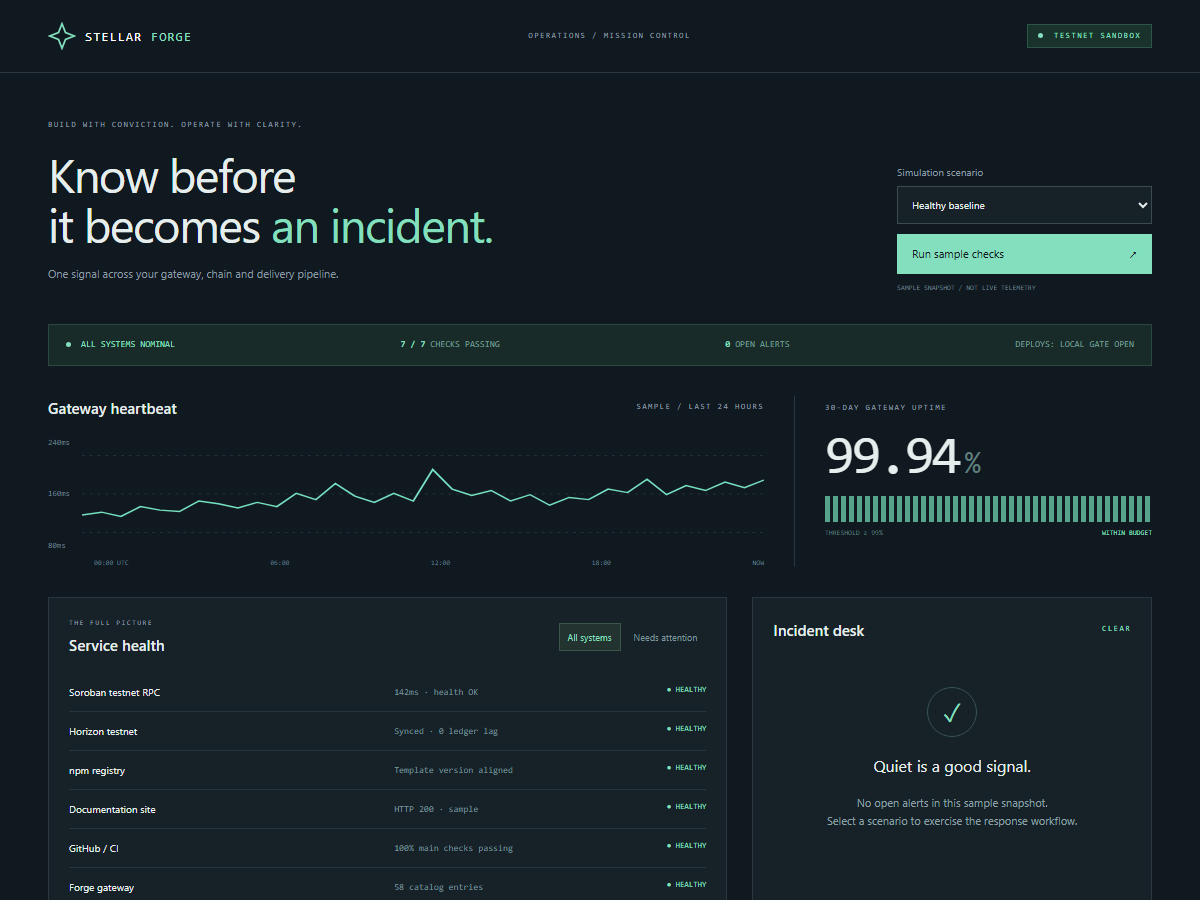 STELLAR FORGE
OPERATIONS / MISSION CONTROL
TESTNET SANDBOX
BUILD WITH CONVICTION. OPERATE WITH CLARITY.
Know before
it becomes an incident.
One signal across your gateway, chain and delivery pipeline.
Simulation scenario
Healthy baseline
Run sample checks ↗
SAMPLE SNAPSHOT / NOT LIVE TELEMETRY
ALL SYSTEMS NOMINAL
7 / 7 CHECKS PASSING
0 OPEN ALERTS
DEPLOYS: LOCAL GATE OPEN
Gateway heartbeat
SAMPLE / LAST 24 HOURS
240ms
160ms
80ms
00:00 UTC
06:00
12:00
18:00
NOW
30-DAY GATEWAY UPTIME
99.94%
THRESHOLD ≥ 99%
WITHIN BUDGET
THE FULL PICTURE
Service health
All systems
Needs attention
Soroban testnet RPC
142ms · health OK
HEALTHY
Horizon testnet
Synced · 0 ledger lag
HEALTHY
npm registry
Template version aligned
HEALTHY
Documentation site
HTTP 200 · sample
HEALTHY
GitHub / CI
100% main checks passing
HEALTHY
Forge gateway
58 catalog entries
HEALTHY
Incident desk
CLEAR
✓
Quiet is a good signal.
No open alerts in this sample snapshot.
Select a scenario to exercise the response workflow.